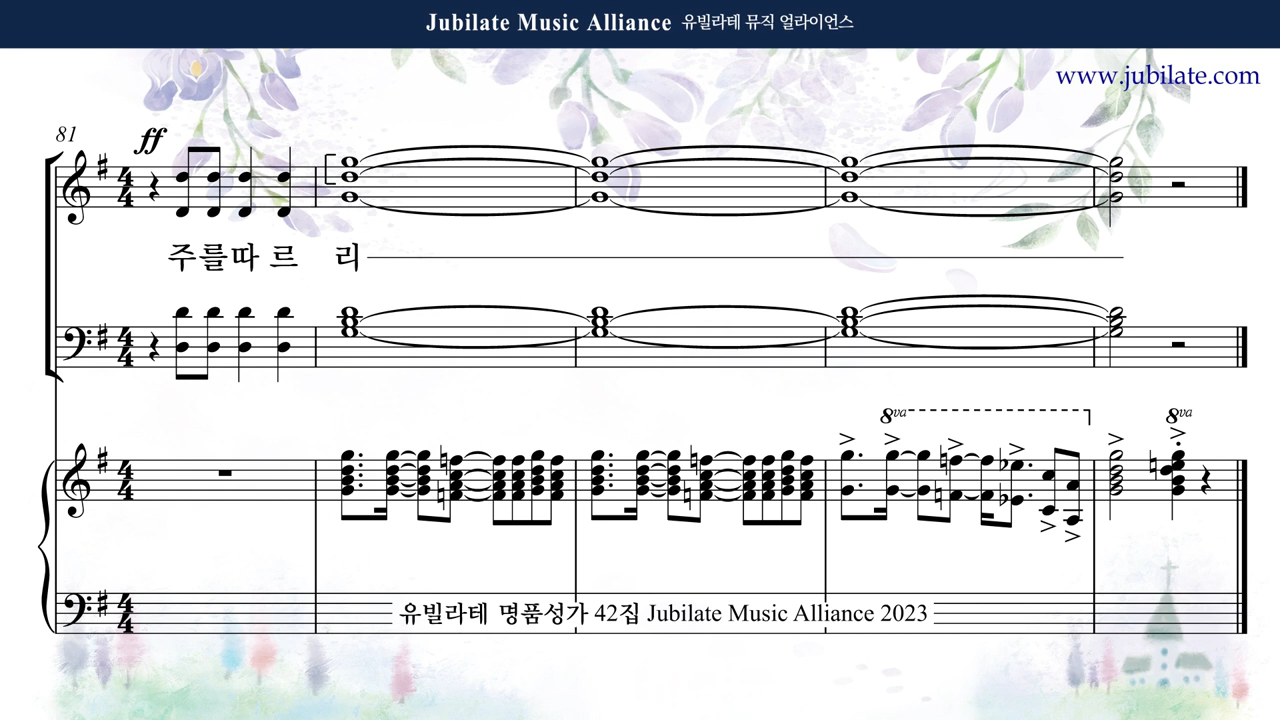 Jubilate Music Alliance 유빌라테 뮤직 얼라이언스
www.jubilate.com
81
ff
주를따 르 리
8va 8va
유빌라테 명품성가 42집 Jubilate Music Alliance 2023